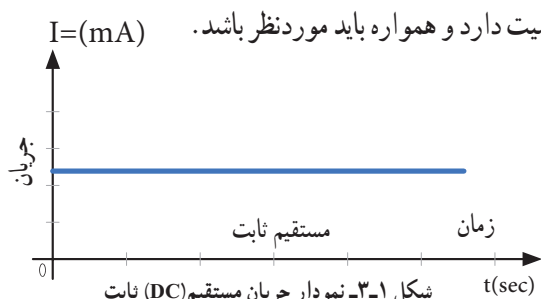 ـیت دارد و همواره باید موردنظر باشد.
I=(mA)
جریان
مستقیم ثابت
زمان
0
t(sec)
شکل ۱ـ۳ـ نمودار جریان مستقیم (DC) ثابت